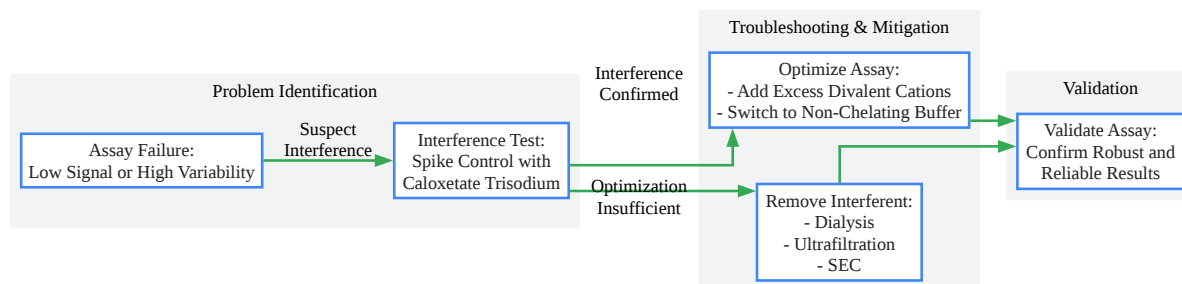 Problem Identification
Assay Failure:
Low Signal or High Variability
Suspect
Interference
Interference Test:
Spike Control with
Caloxetate Trisodium
Interference
Confirmed
Optimization
Insufficient
Troubleshooting & Mitigation
Optimize Assay:
- Add Excess Divalent Cations
- Switch to Non-Chelating Buffer
Remove Interferent:
- Dialysis
- Ultrafiltration
- SEC
Validation
Validate Assay:
Confirm Robust and
Reliable Results